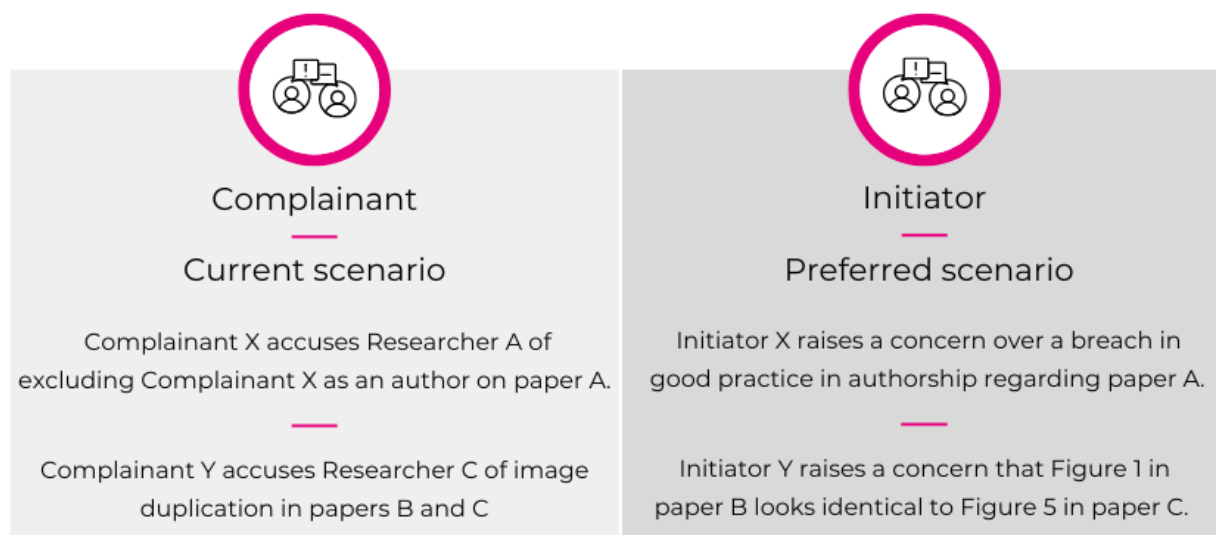 Complainant
Current scenario
Complainant X accuses Researcher A of
excluding Complainant X as an author on paper A.
Complainant Y accuses Researcher C of image
duplication in papers B and C
Initiator
Preferred scenario
Initiator X raises a concern over a breach in
good practice in authorship regarding paper A.
Initiator Y raises a concern that Figure 1 in
paper B looks identical to Figure 5 in paper C.